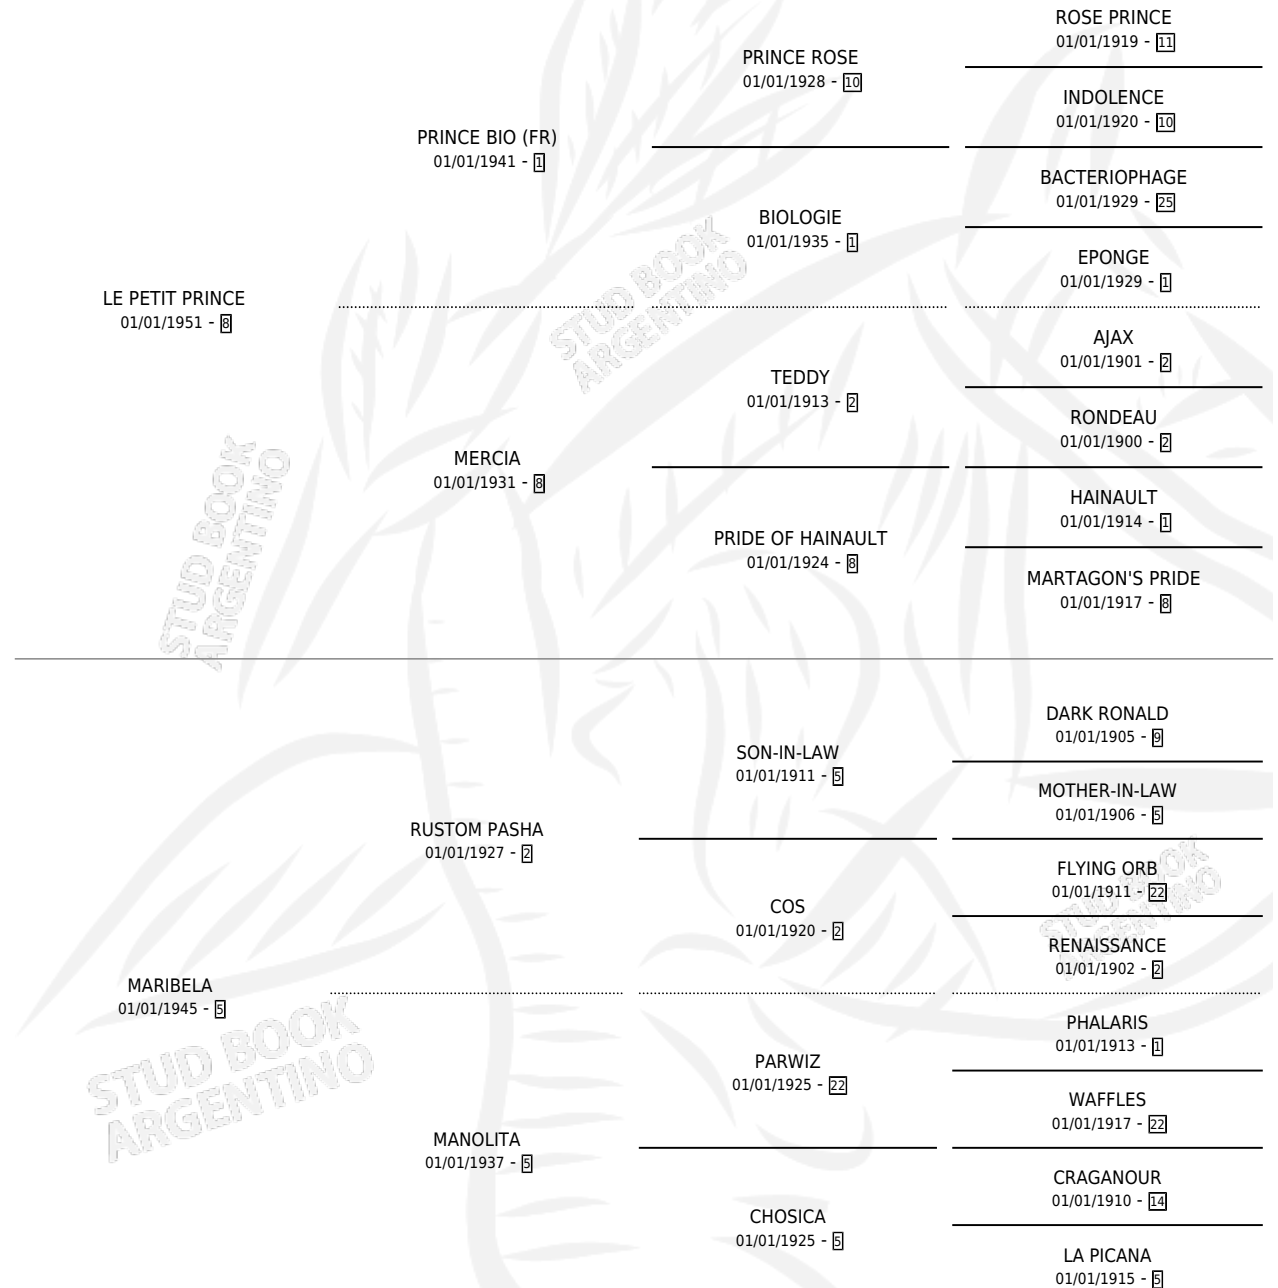 ROSE PRINCE
01/01/1919 - 11
PRINCE ROSE
01/01/1928 - 10
INDOLENCE
01/01/1920 - 10
PRINCE BIO (FR)
01/01/1941 - 1
BACTERIOPHAGE
01/01/1929 - 25
BIOLOGIE
01/01/1935 - 1
EPONGE
01/01/1929 - 1
LE PETIT PRINCE
01/01/1951 - 8
AJAX
01/01/1901 - 2
TEDDY
01/01/1913 - 2
RONDEAU
01/01/1900 - 2
MERCIA
01/01/1931 - 8
HAINAULT
01/01/1914 - 1
PRIDE OF HAINAULT
01/01/1924 - 8
MARTAGON'S PRIDE
01/01/1917 - 8
DARK RONALD
01/01/1905 - 9
SON-IN-LAW
01/01/1911 - 5
MOTHER-IN-LAW
01/01/1906 - 5
RUSTOM PASHA
01/01/1927 - 2
FLYING ORB
01/01/1911 - 22
COS
01/01/1920 - 2
RENAISSANCE
01/01/1902 - 2
MARIBELA
01/01/1945 - 5
PHALARIS
01/01/1913 - 1
PARWIZ
01/01/1925 - 22
WAFFLES
01/01/1917 - 22
MANOLITA
01/01/1937 - 5
CRAGANOUR
01/01/1910 - 14
CHOSICA
01/01/1925 - 5
LA PICANA
01/01/1915 - 5
STUD BOOK
ARGENTINO
STUD BOOK
ARGENTINO
STUD BOOK
ARGENTINO
STUD BOOK
ARGENTINO